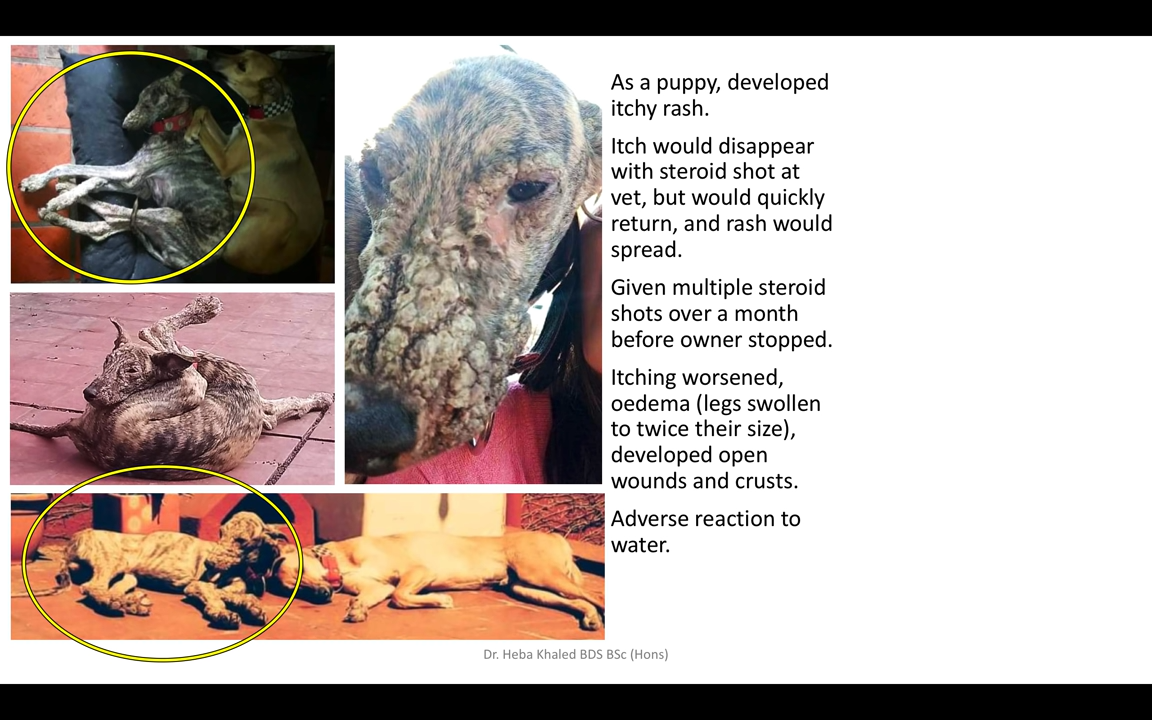 As a puppy, developed
itchy rash.
Itch would disappear
with steroid shot at
vet, but would quickly
return, and rash would
spread.
Given multiple steroid
shots over a month
before owner stopped.
Itching worsened,
oedema (legs swollen
to twice their size),
developed open
wounds and crusts.
Adverse reaction to
water.
Dr. Heba Khaled BDS BSc (Hons)